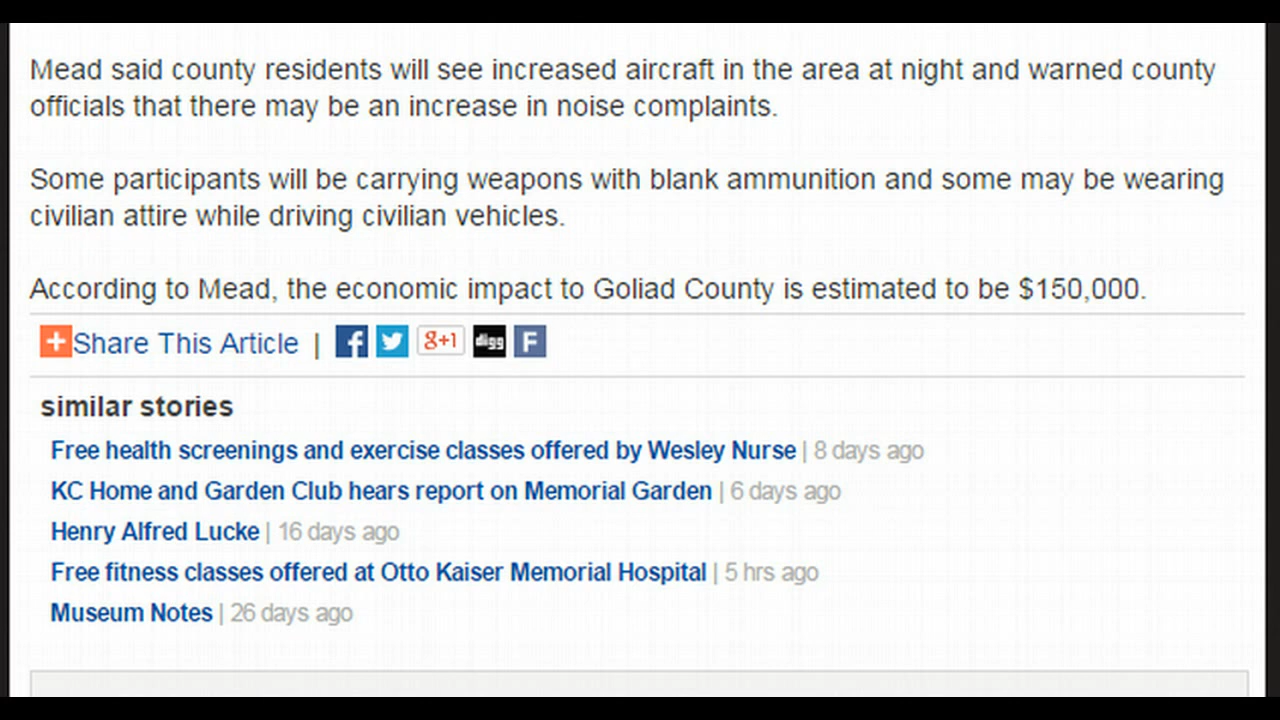 Mead said county residents will see increased aircraft in the area at night and warned county
officials that there may be an increase in noise complaints.
Some participants will be carrying weapons with blank ammunition and some may be wearing
civilian attire while driving civilian vehicles.
According to Mead, the economic impact to Goliad County is estimated to be $150,000.
+ Share This Article | f g+1 digg F
similar stories
Free health screenings and exercise classes offered by Wesley Nurse | 8 days ago
KC Home and Garden Club hears report on Memorial Garden | 6 days ago
Henry Alfred Lucke | 16 days ago
Free fitness classes offered at Otto Kaiser Memorial Hospital | 5 hrs ago
Museum Notes | 26 days ago